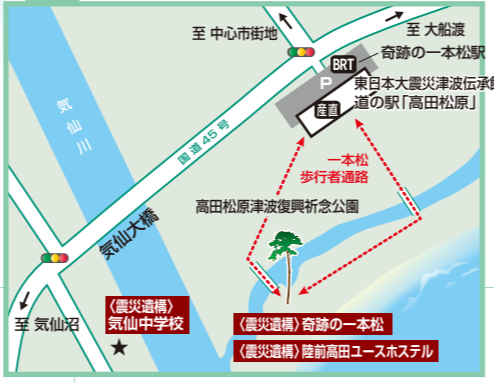 至 中心市街地
至 大船渡
奇跡の一本松駅
BRT
P
東日本大震災津波伝承館
道の駅「高田松原」
産直
気仙川
国道45号
一本松
歩行者通路
高田松原津波復興祈念公園
気仙大橋
至 気仙沼
〈震災遺構〉
気仙中学校
〈震災遺構〉奇跡の一本松
〈震災遺構〉陸前高田ユースホステル